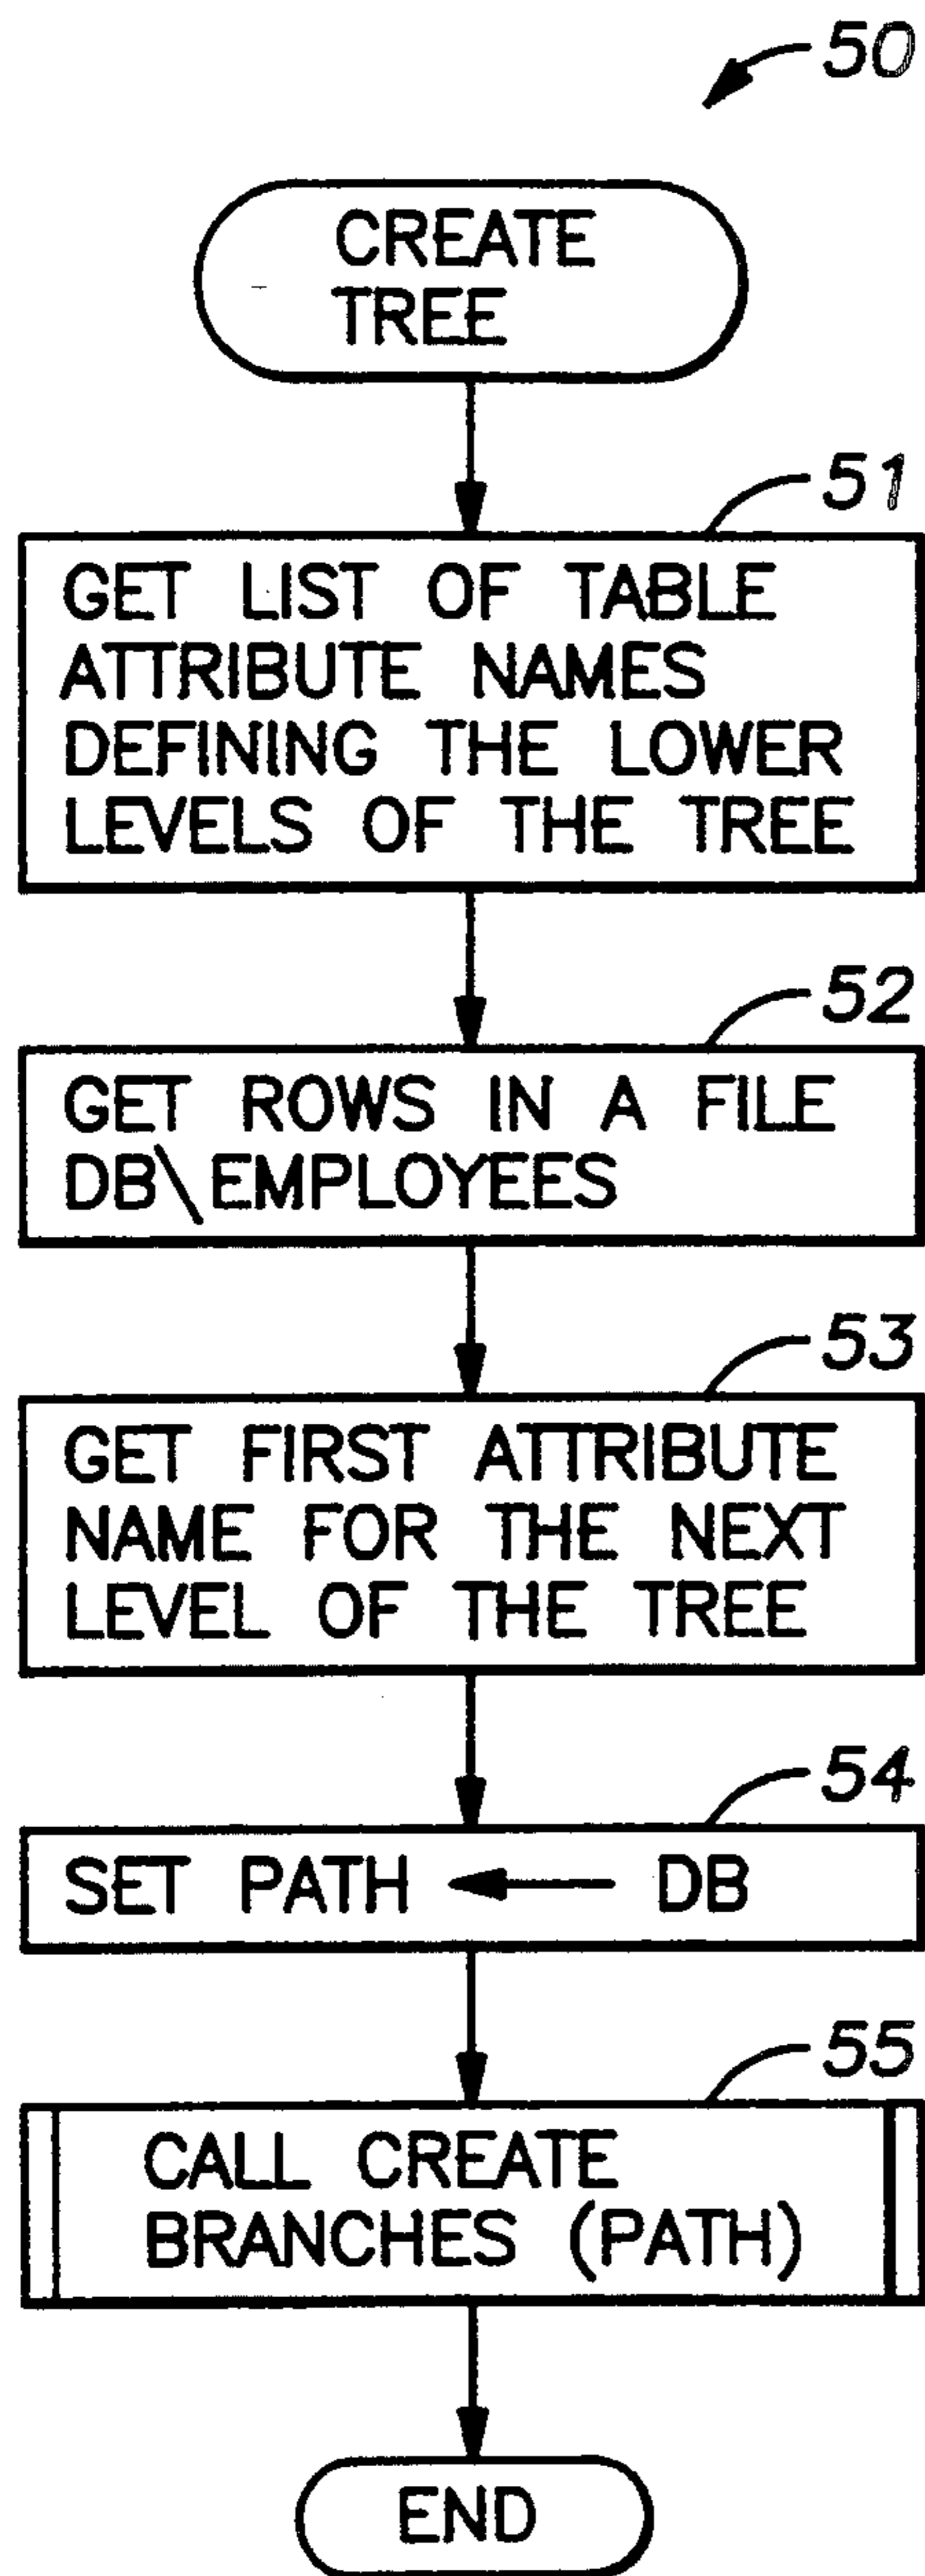 50
CREATE
TREE
51
GET LIST OF TABLE
ATTRIBUTE NAMES
DEFINING THE LOWER
LEVELS OF THE TREE
52
GET ROWS IN A FILE
DB\EMPLOYEES
53
GET FIRST ATTRIBUTE
NAME FOR THE NEXT
LEVEL OF THE TREE
54
SET PATH ← DB
55
CALL CREATE
BRANCHES (PATH)
END